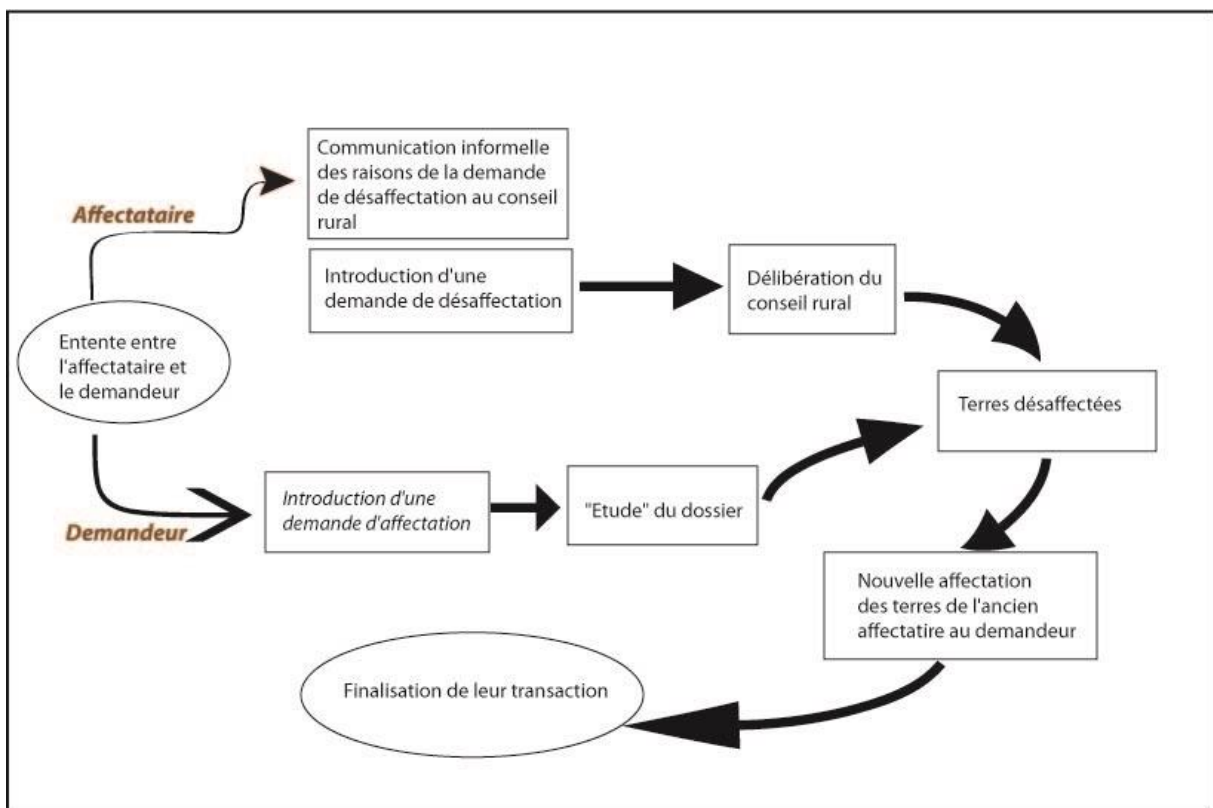 Communication informelle
des raisons de la demande
de désaffectation au conseil
rural
Affectataire
Introduction d'une
demande de désaffectation
Délibération du
conseil rural
Entente entre
l'affectataire et
le demandeur
Terres désaffectées
Introduction d'une
demande d'affectation
"Etude" du dossier
Demandeur
Nouvelle affectation
des terres de l'ancien
affectatire au demandeur
Finalisation de leur transaction